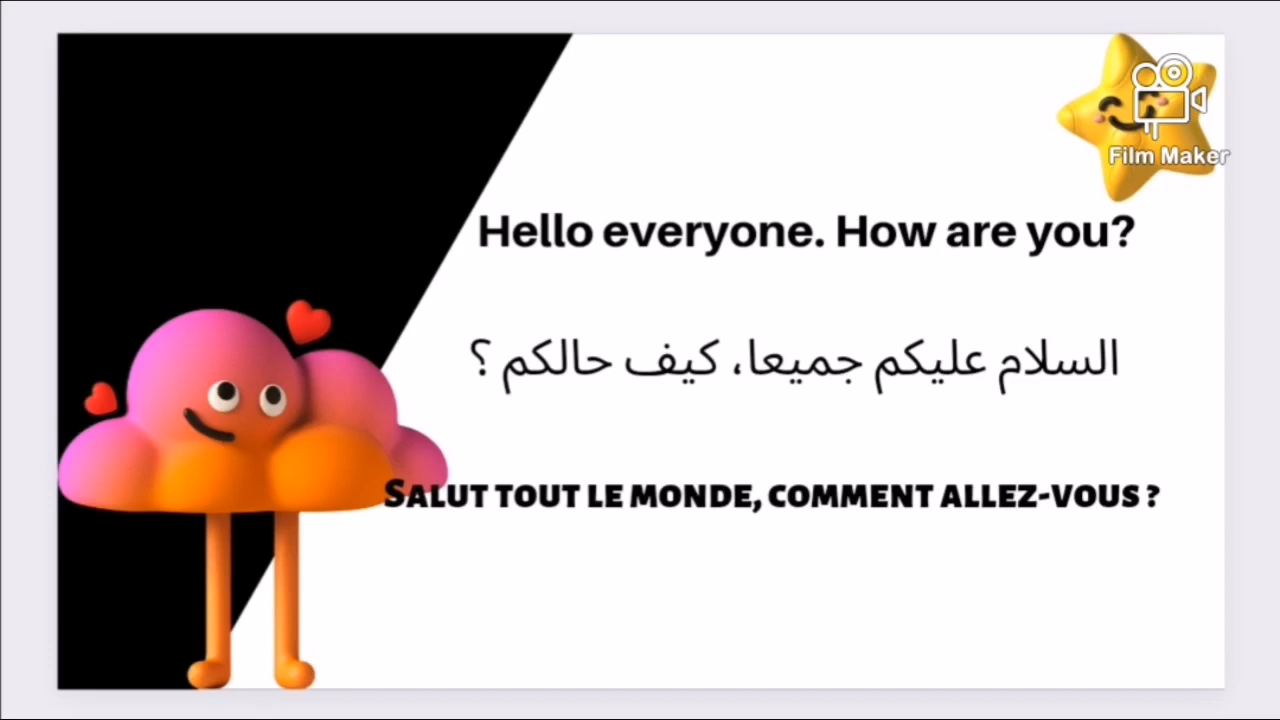 Film Maker
Hello everyone. How are you?
السلام عليكم جميعا، كيف حالكم ؟
SALUT TOUT LE MONDE, COMMENT ALLEZ-VOUS ?